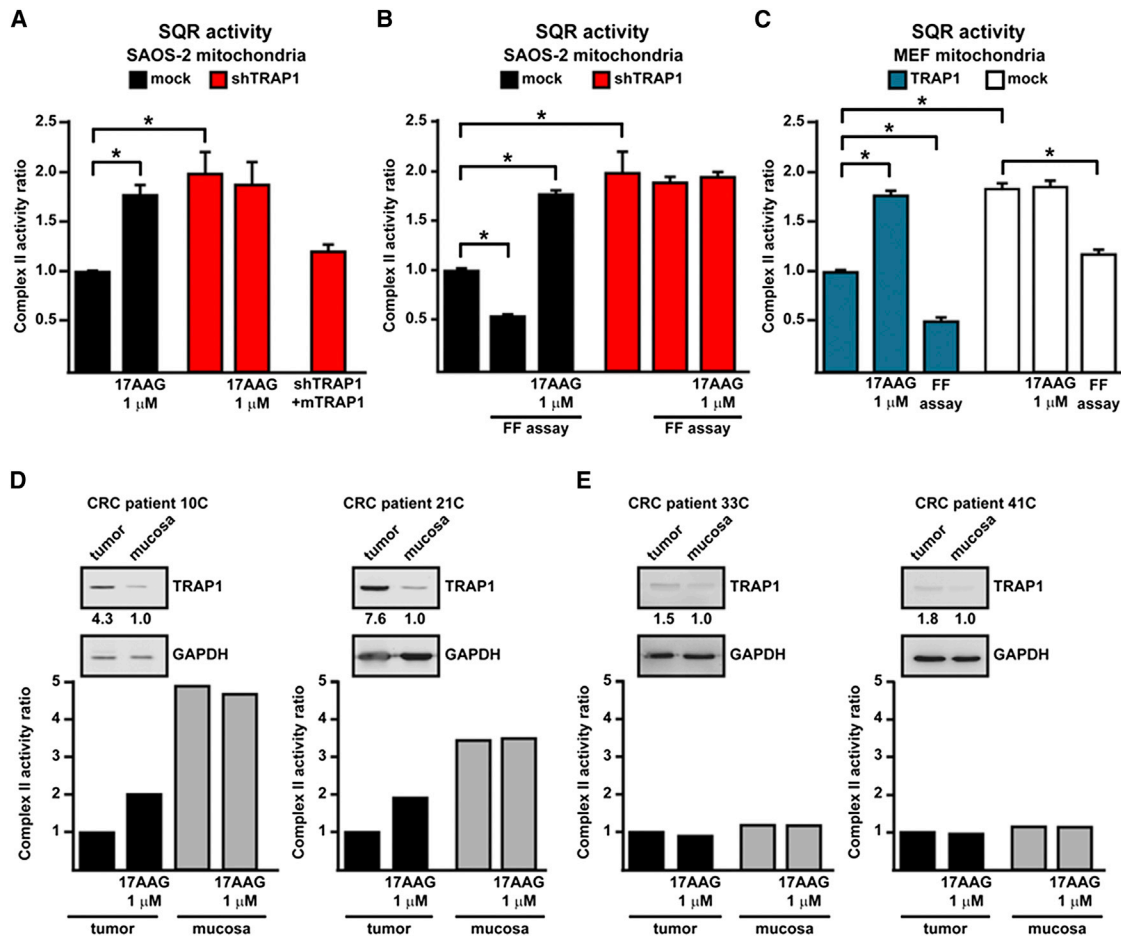 A
SQR activity
SAOS-2 mitochondria
mock shTRAP1
Complex II activity ratio
2.5
2.0
1.5
1.0
0.5
* *
17AAG
1 μM
17AAG
1 μM
shTRAP1
+mTRAP1
B
SQR activity
SAOS-2 mitochondria
mock shTRAP1
Complex II activity ratio
2.5
2.0
1.5
1.0
0.5
* * *
17AAG
1 μM
FF assay
17AAG
1 μM
FF assay
C
SQR activity
MEF mitochondria
TRAP1 mock
Complex II activity ratio
2.5
2.0
1.5
1.0
0.5
* * * *
17AAG
1 μM
FF
assay
17AAG
1 μM
FF
assay
D
CRC patient 10C
tumor mucosa
TRAP1
4.3 1.0
GAPDH
Complex II activity ratio
5
4
3
2
1
17AAG
1 μM
17AAG
1 μM
tumor mucosa
CRC patient 21C
tumor mucosa
TRAP1
7.6 1.0
GAPDH
Complex II activity ratio
5
4
3
2
1
17AAG
1 μM
17AAG
1 μM
tumor mucosa
E
CRC patient 33C
tumor mucosa
TRAP1
1.5 1.0
GAPDH
Complex II activity ratio
5
4
3
2
1
17AAG
1 μM
17AAG
1 μM
tumor mucosa
CRC patient 41C
tumor mucosa
TRAP1
1.8 1.0
GAPDH
Complex II activity ratio
5
4
3
2
1
17AAG
1 μM
17AAG
1 μM
tumor mucosa